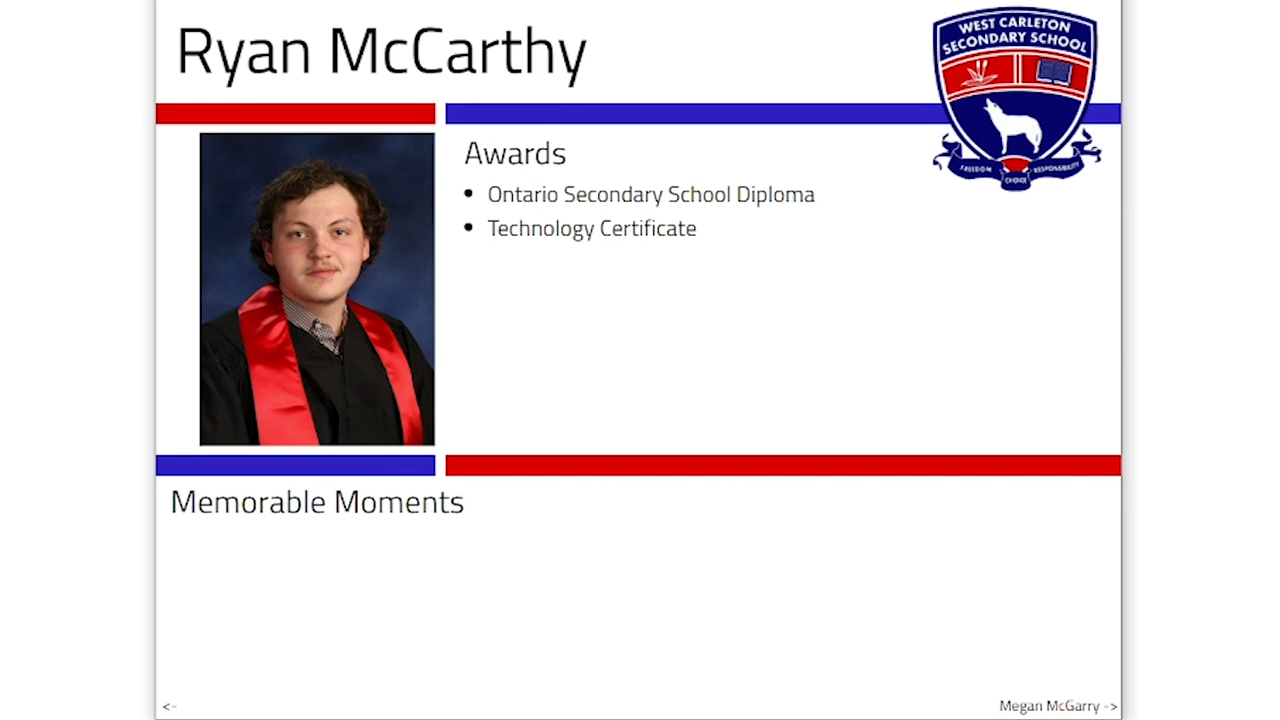 Ryan McCarthy
WEST CARLETON
SECONDARY SCHOOL
FREEDOM
CHOICE
RESPONSIBILITY
Awards
• Ontario Secondary School Diploma
• Technology Certificate
Memorable Moments
<-
Megan McGarry ->